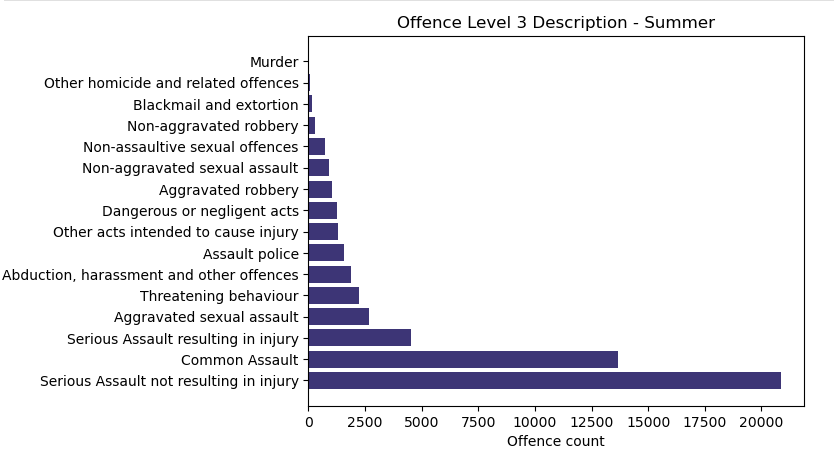 Offence Level 3 Description - Summer
Murder
Other homicide and related offences
Blackmail and extortion
Non-aggravated robbery
Non-assaultive sexual offences
Non-aggravated sexual assault
Aggravated robbery
Dangerous or negligent acts
Other acts intended to cause injury
Assault police
Abduction, harassment and other offences
Threatening behaviour
Aggravated sexual assault
Serious Assault resulting in injury
Common Assault
Serious Assault not resulting in injury
0 2500 5000 7500 10000 12500 15000 17500 20000
Offence count